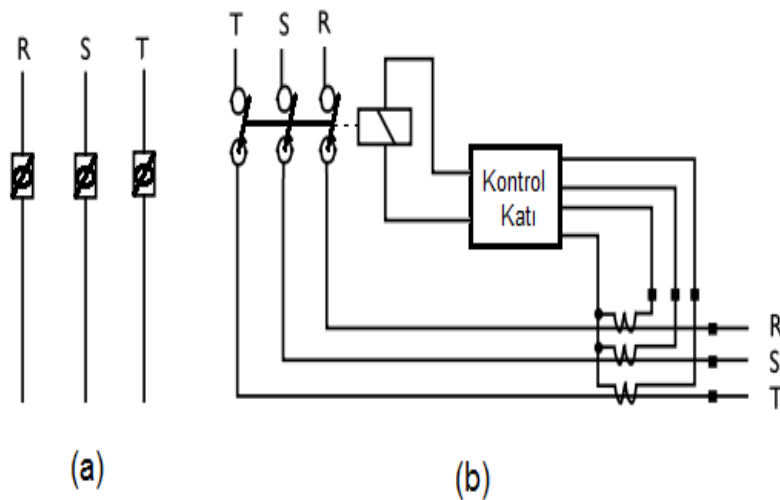 R S T
T S R
Kontrol
Katı
R
S
T
(a)
(b)